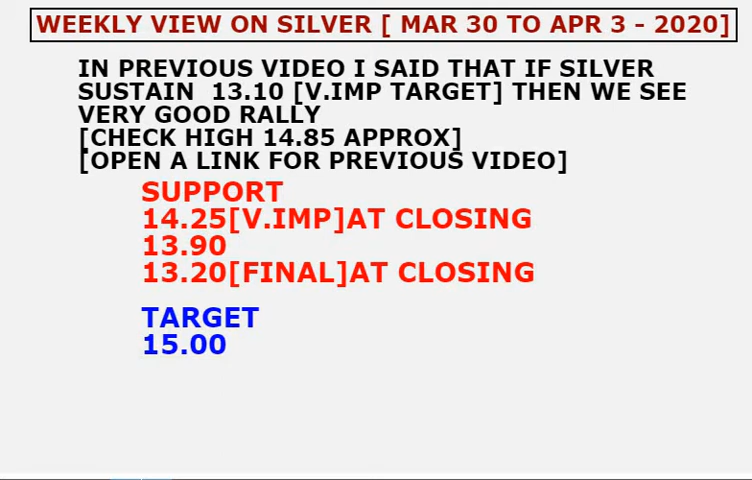 WEEKLY VIEW ON SILVER [ MAR 30 TO APR 3 - 2020]
IN PREVIOUS VIDEO I SAID THAT IF SILVER
SUSTAIN 13.10 [V.IMP TARGET] THEN WE SEE
VERY GOOD RALLY
[CHECK HIGH 14.85 APPROX]
[OPEN A LINK FOR PREVIOUS VIDEO]
SUPPORT
14.25[V.IMP]AT CLOSING
13.90
13.20[FINAL]AT CLOSING
TARGET
15.00